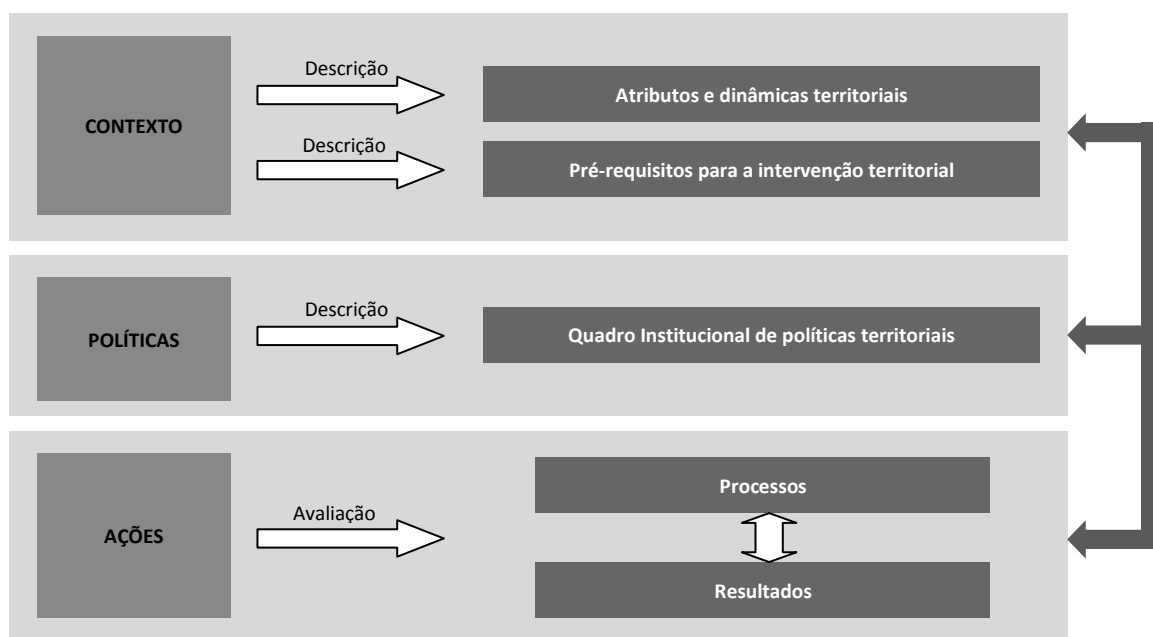 Descrição
CONTEXTO
Atributos e dinâmicas territoriais
Descrição
Pré-requisitos para a intervenção territorial
POLÍTICAS
Descrição
Quadro Institucional de políticas territoriais
AÇÕES
Avaliação
Processos
Resultados